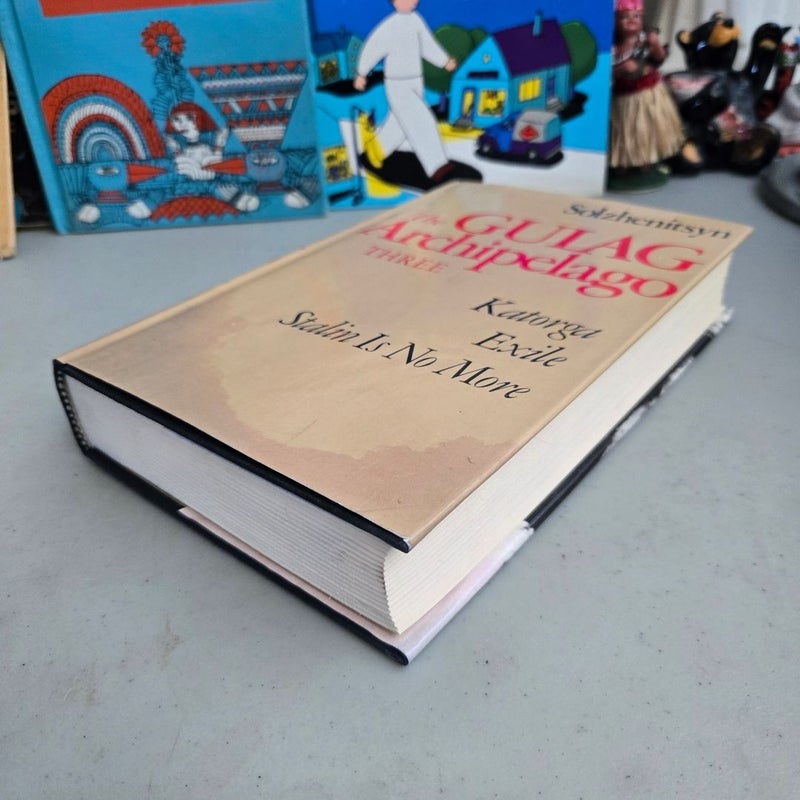 Solzhenitsyn
The GULAG
Archipelago
THREE
Katorga
Exile
Stalin Is No More